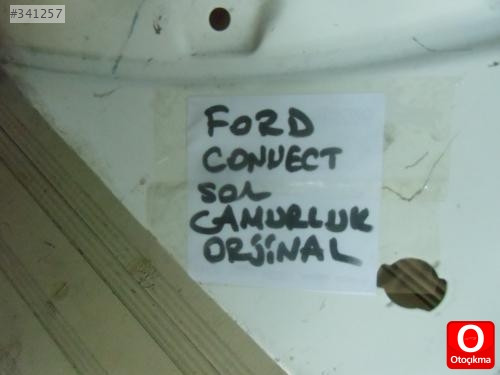 #341257
FORD
CONVECT
SOL
ÇAMURLUK
ORJİNAL
O
Otoçıkma